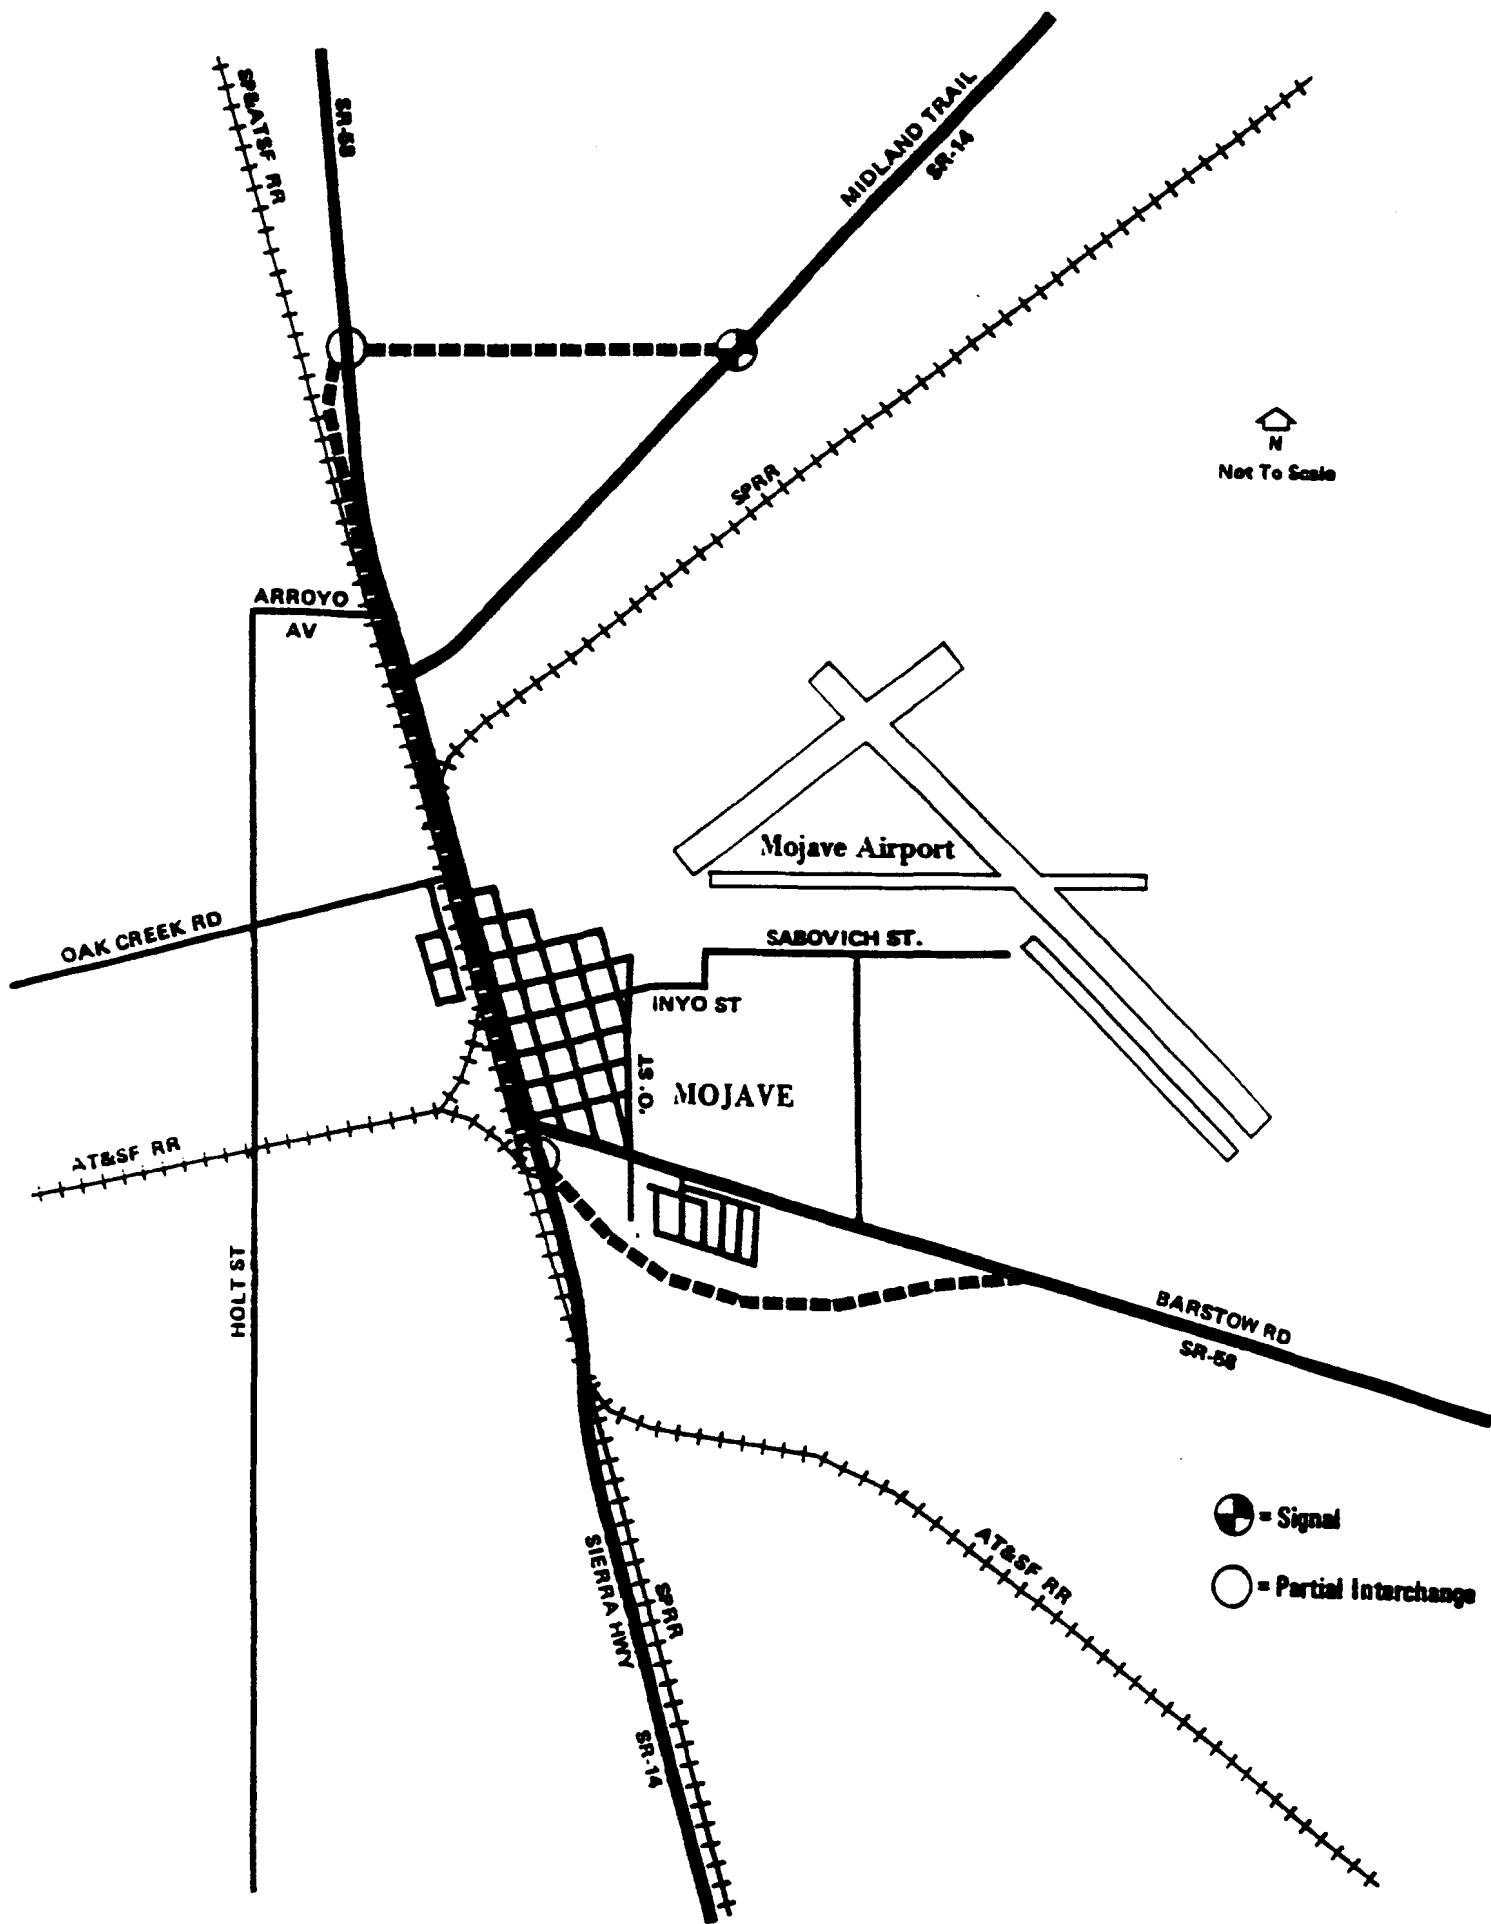 SP&ATSF RR
SR-58
MIDLAND TRAIL
SR-14
N
Not To Scale
SPRR
ARROYO
AV
Mojave Airport
OAK CREEK RD
SABOVICH ST.
INYO ST
O. ST
MOJAVE
AT&SF RR
HOLT ST
BARSTOW RD
SR-58
= Signal
= Partial Interchange
AT&SF RR
SIERRA HWY
SPRR
SR-14